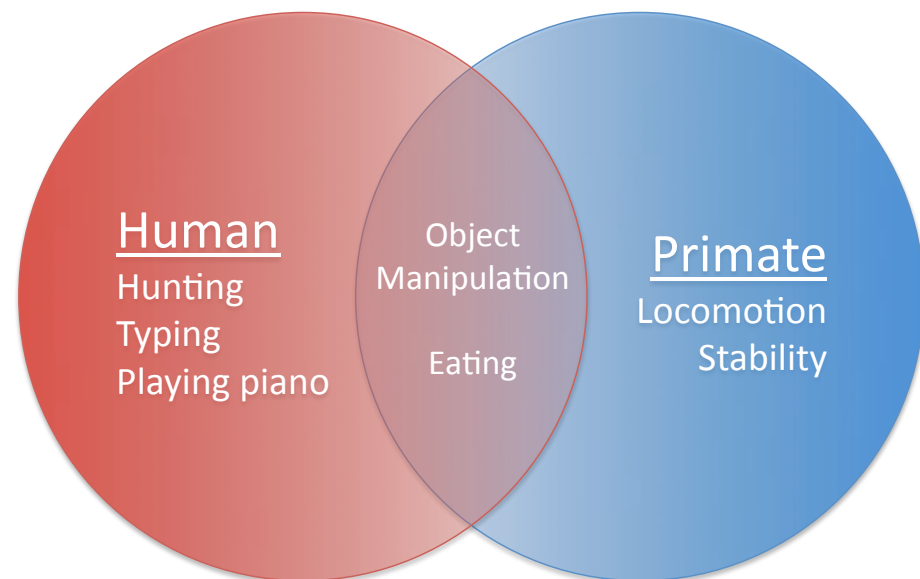 Human
Hunting
Typing
Playing piano
Object
Manipulation
Eating
Primate
Locomotion
Stability